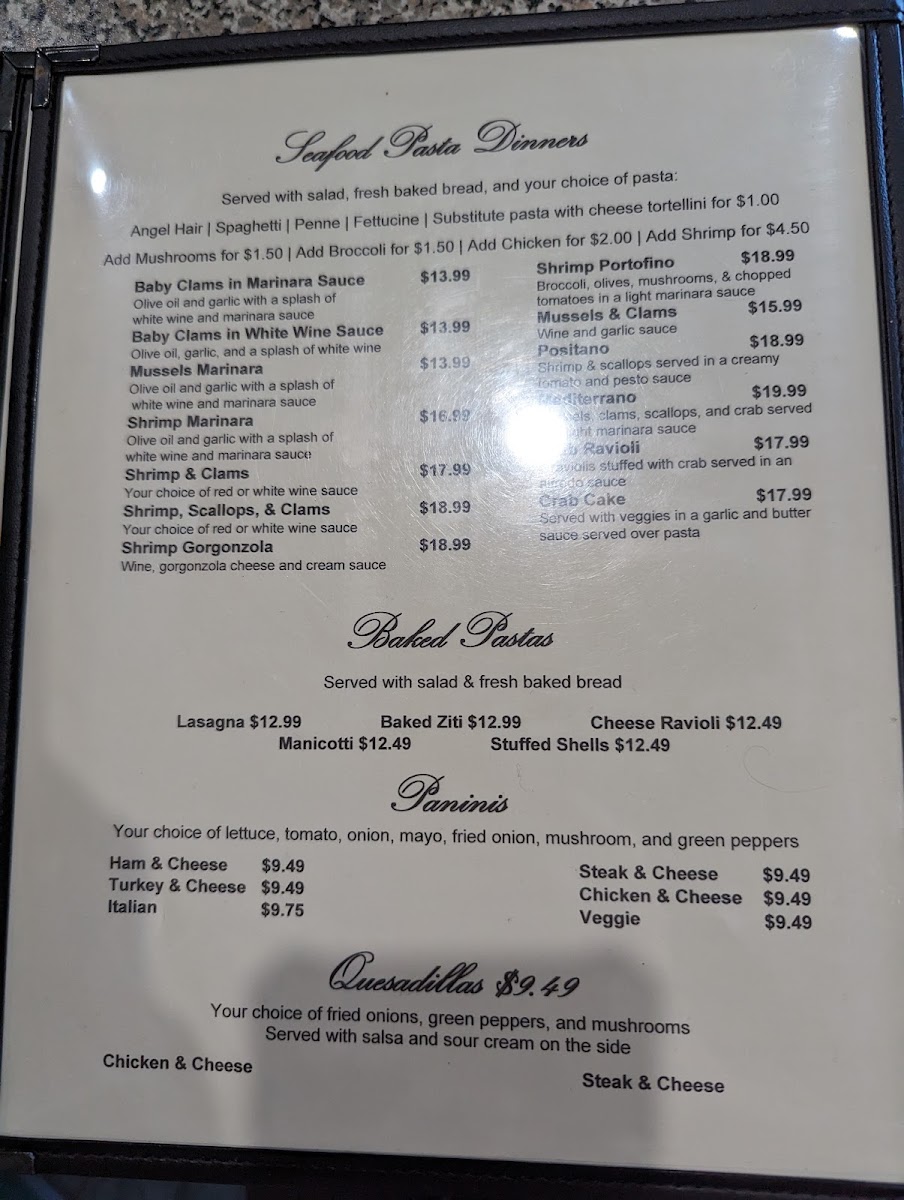 Seafood Pasta Dinners
Served with salad, fresh baked bread, and your choice of pasta:
Angel Hair | Spaghetti | Penne | Fettucine | Substitute pasta with cheese tortellini for $1.00
Add Mushrooms for $1.50 | Add Broccoli for $1.50 | Add Chicken for $2.00 | Add Shrimp for $4.50
Baby Clams in Marinara Sauce $13.99
Olive oil and garlic with a splash of
white wine and marinara sauce
Baby Clams in White Wine Sauce $13.99
Olive oil, garlic, and a splash of white wine
Mussels Marinara $13.99
Olive oil and garlic with a splash of
white wine and marinara sauce
Shrimp Marinara $16.99
Olive oil and garlic with a splash of
white wine and marinara sauce
Shrimp & Clams $17.99
Your choice of red or white wine sauce
Shrimp, Scallops, & Clams $18.99
Your choice of red or white wine sauce
Shrimp Gorgonzola $18.99
Wine, gorgonzola cheese and cream sauce
Shrimp Portofino $18.99
Broccoli, olives, mushrooms, & chopped
tomatoes in a light marinara sauce
Mussels & Clams $15.99
Wine and garlic sauce
Positano $18.99
Shrimp & scallops served in a creamy
tomato and pesto sauce
Mediterrano $19.99
clams, scallops, and crab served
marinara sauce
Ravioli $17.99
Raviolis stuffed with crab served in an
alfredo sauce
Crab Cake $17.99
Served with veggies in a garlic and butter
sauce served over pasta
Baked Pastas
Served with salad & fresh baked bread
Lasagna $12.99 Baked Ziti $12.99 Cheese Ravioli $12.49
Manicotti $12.49 Stuffed Shells $12.49
Paninis
Your choice of lettuce, tomato, onion, mayo, fried onion, mushroom, and green peppers
Ham & Cheese $9.49
Turkey & Cheese $9.49
Italian $9.75
Steak & Cheese $9.49
Chicken & Cheese $9.49
Veggie $9.49
Quesadillas $9.49
Your choice of fried onions, green peppers, and mushrooms
Served with salsa and sour cream on the side
Chicken & Cheese
Steak & Cheese